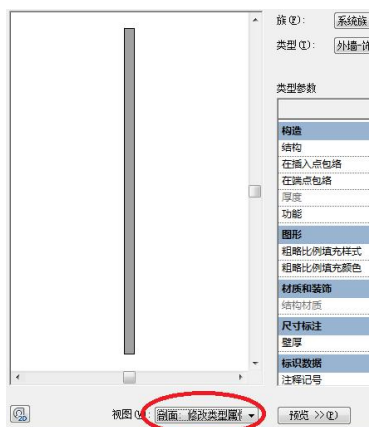 族(F): 系统族
类型(T): 外墙-饰
类型参数
构造
结构
在插入点包络
在端点包络
厚度
功能
图形
粗略比例填充样式
粗略比例填充颜色
材质和装饰
结构材质
尺寸标注
壁厚
标识数据
注释记号
视图(V): 剖面: 修改类型属性
预览 >>(P)